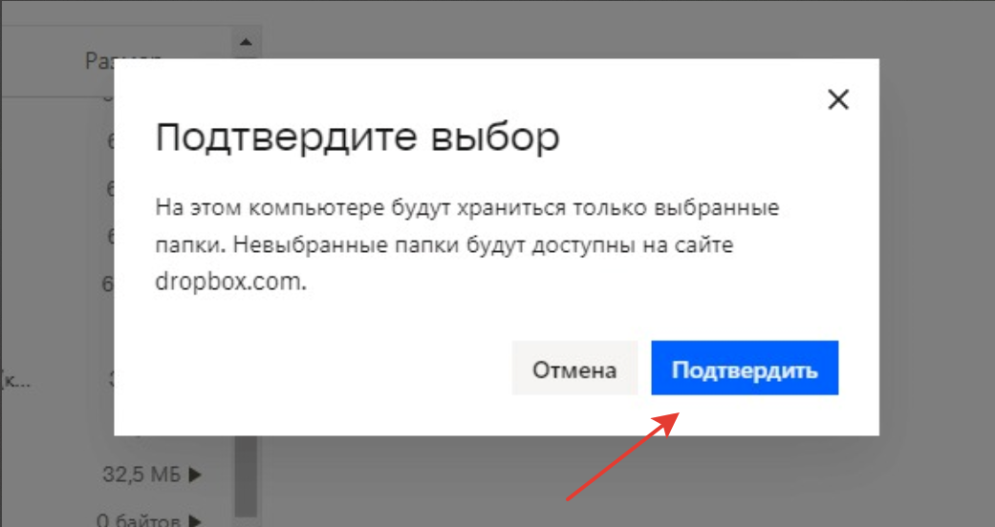 Подтвердите выбор
На этом компьютере будут храниться только выбранные
папки. Невыбранные папки будут доступны на сайте
dropbox.com.
Отмена
Подтвердить
32,5 МБ
0 байтов